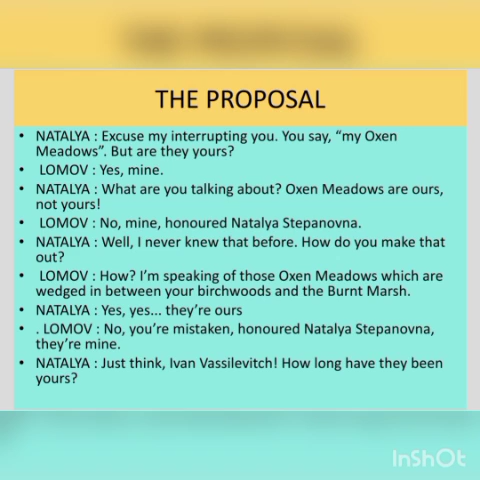 THE PROPOSAL
• NATALYA : Excuse my interrupting you. You say, “my Oxen
Meadows”. But are they yours?
• LOMOV : Yes, mine.
• NATALYA : What are you talking about? Oxen Meadows are ours,
not yours!
• LOMOV : No, mine, honoured Natalya Stepanovna.
• NATALYA : Well, I never knew that before. How do you make that
out?
• LOMOV : How? I’m speaking of those Oxen Meadows which are
wedged in between your birchwoods and the Burnt Marsh.
• NATALYA : Yes, yes... they’re ours
• . LOMOV : No, you’re mistaken, honoured Natalya Stepanovna,
they’re mine.
• NATALYA : Just think, Ivan Vassilevitch! How long have they been
yours?
InShOt